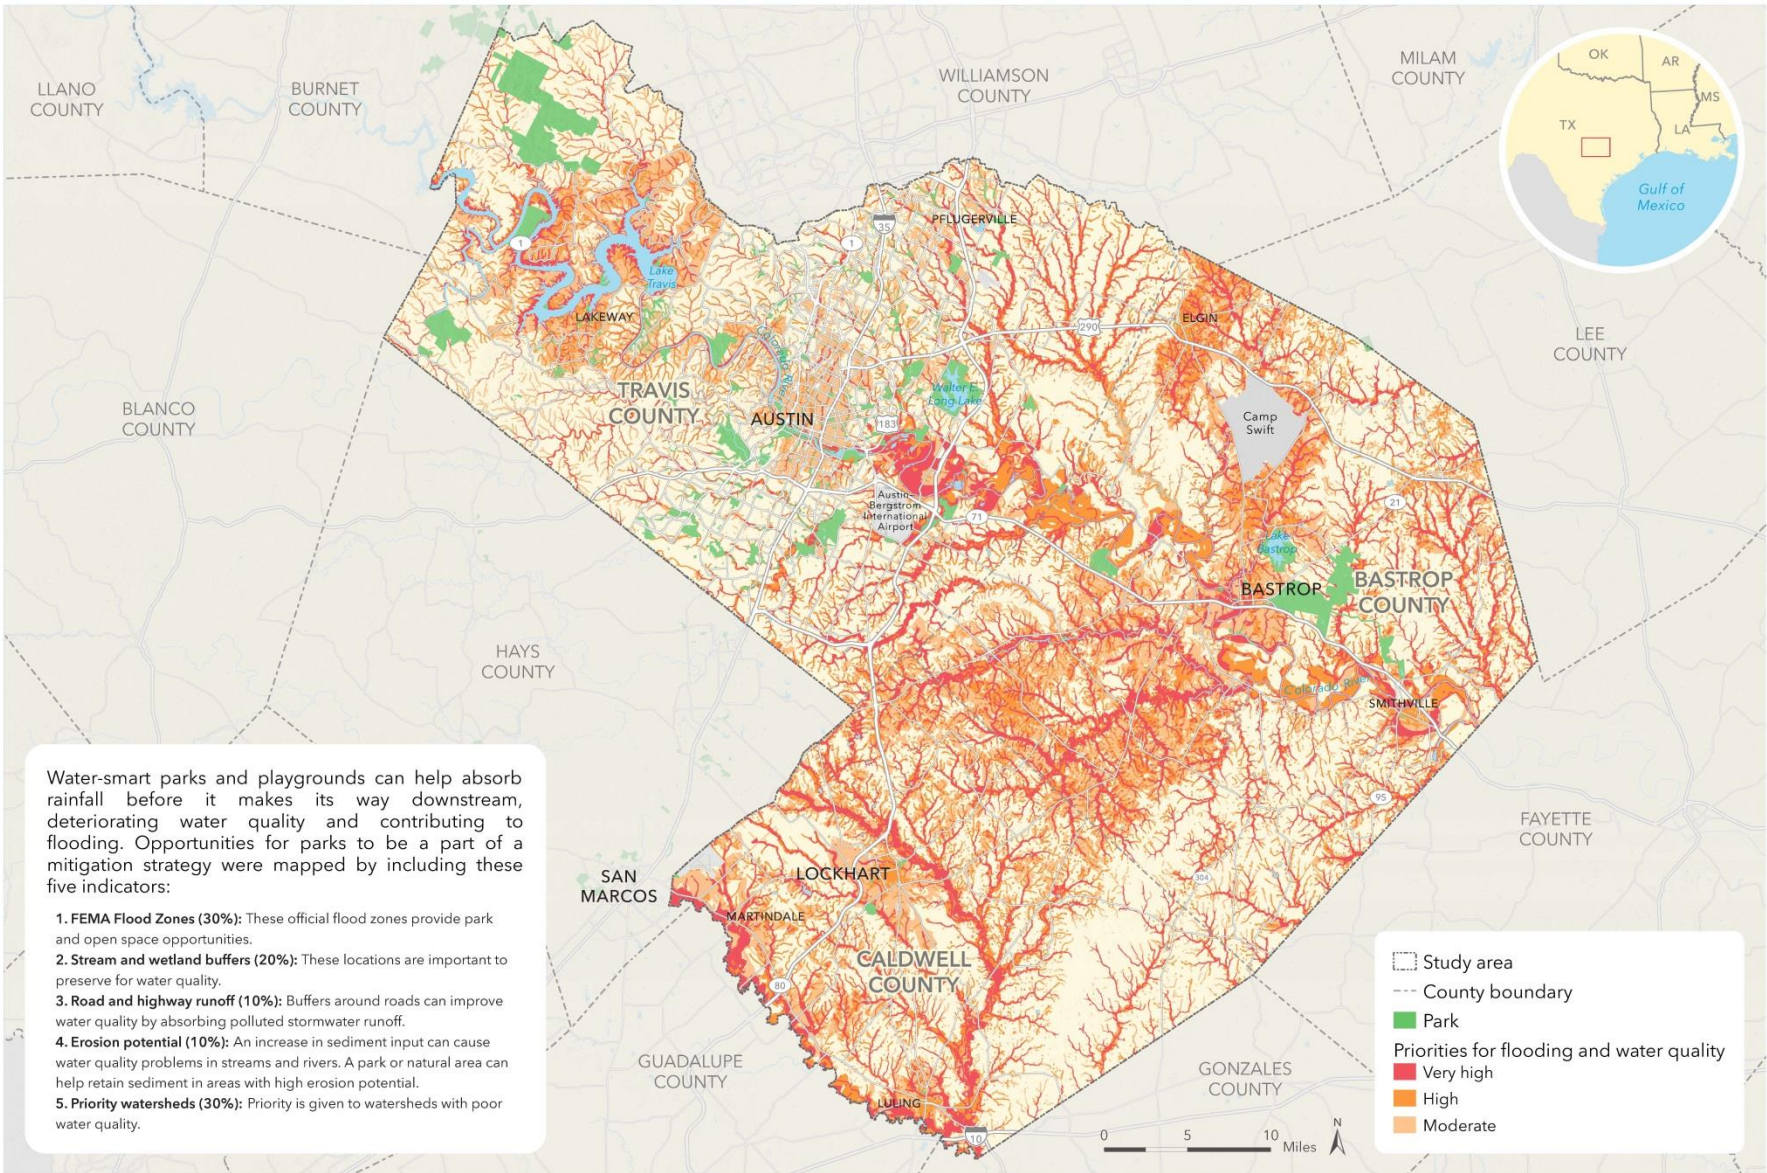 LLANO
COUNTY
BURNET
COUNTY
WILLIAMSON
COUNTY
MILAM
COUNTY
OK
AR
MS
TX
LA
Gulf of
Mexico
35
PFLUGERVILLE
1
1
Lake
Travis
LAKEWAY
290
ELGIN
LEE
COUNTY
Colorado River
TRAVIS
COUNTY
Walter E.
Long Lake
BLANCO
COUNTY
AUSTIN
183
Camp
Swift
Austin-
Bergstrom
International
Airport
71
21
Lake
Bastrop
BASTROP
BASTROP
COUNTY
HAYS
COUNTY
Colorado River
SMITHVILLE
95
FAYETTE
COUNTY
SAN
MARCOS
LOCKHART
304
MARTINDALE
CALDWELL
COUNTY
80
GUADALUPE
COUNTY
GONZALES
COUNTY
LULING
10
Water-smart parks and playgrounds can help absorb
rainfall before it makes its way downstream,
deteriorating water quality and contributing to
flooding. Opportunities for parks to be a part of a
mitigation strategy were mapped by including these
five indicators:
1. FEMA Flood Zones (30%): These official flood zones provide park
and open space opportunities.
2. Stream and wetland buffers (20%): These locations are important to
preserve for water quality.
3. Road and highway runoff (10%): Buffers around roads can improve
water quality by absorbing polluted stormwater runoff.
4. Erosion potential (10%): An increase in sediment input can cause
water quality problems in streams and rivers. A park or natural area can
help retain sediment in areas with high erosion potential.
5. Priority watersheds (30%): Priority is given to watersheds with poor
water quality.
Study area
County boundary
Park
Priorities for flooding and water quality
Very high
High
Moderate
0 5 10 Miles
N